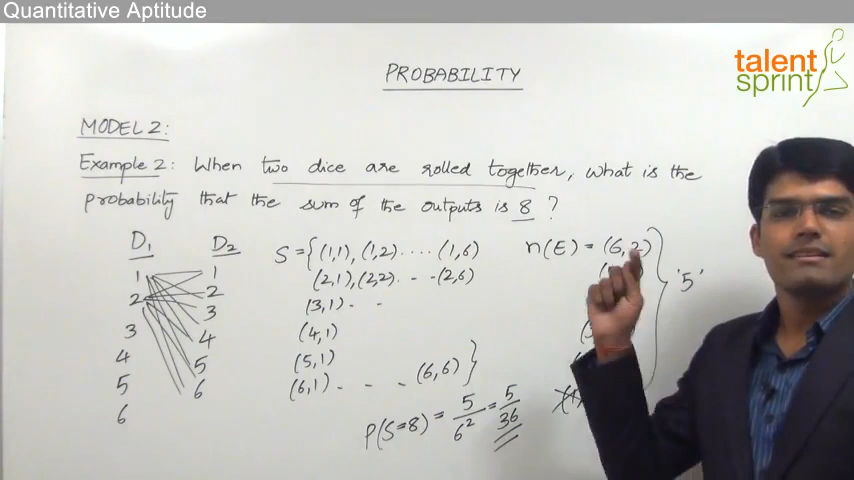 Quantitative Aptitude
talent
sprint
PROBABILITY
MODEL 2:
Example 2: When two dice are rolled together, what is the
probability that the sum of the outputs is 8 ?
D1 D2
1 1
2 2
3 3
4 4
5 5
6 6
S = { (1,1), (1,2) .... (1,6)
(2,1), (2,2) . . - (2,6)
(3,1) - -
(4,1)
(5,1)
(6,1) - - - (6,6) }
P(S=8) = 5/6² = 5/36
n(E) = (6,2)
'5'